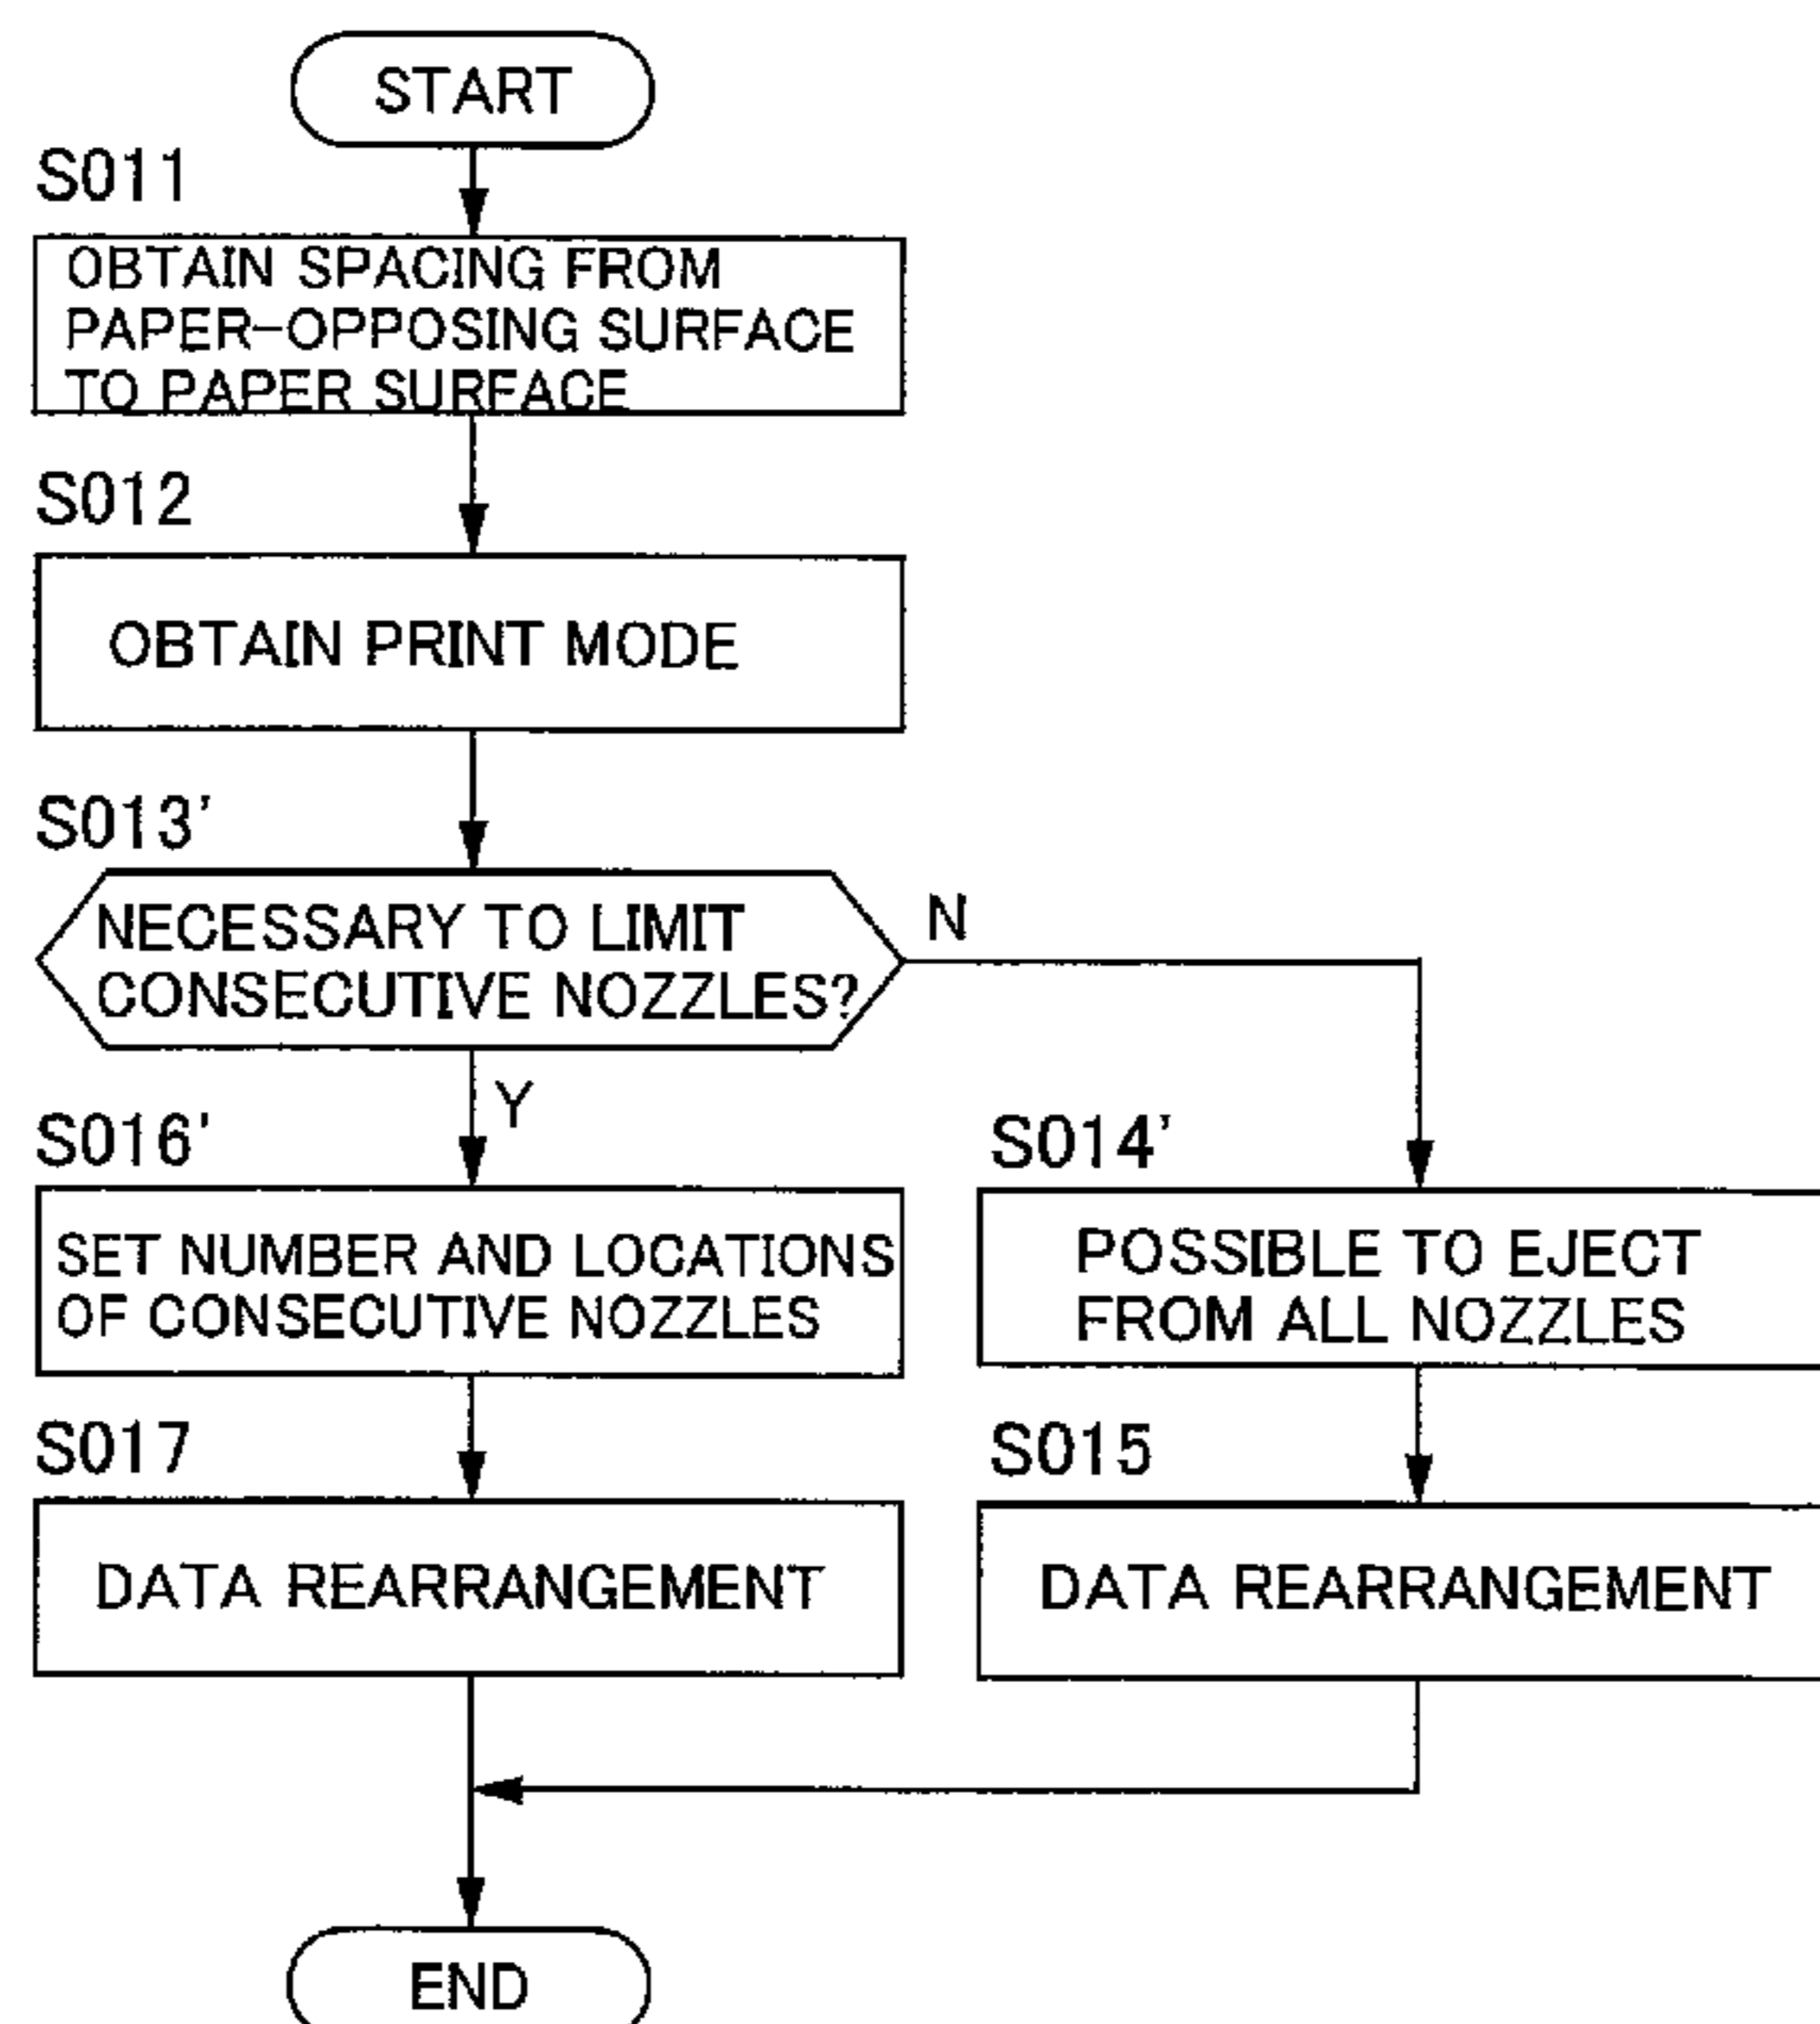 START
S011
OBTAIN SPACING FROM
PAPER-OPPOSING SURFACE
TO PAPER SURFACE
S012
OBTAIN PRINT MODE
S013'
NECESSARY TO LIMIT
CONSECUTIVE NOZZLES?
N
Y
S016'
SET NUMBER AND LOCATIONS
OF CONSECUTIVE NOZZLES
S014'
POSSIBLE TO EJECT
FROM ALL NOZZLES
S017
DATA REARRANGEMENT
S015
DATA REARRANGEMENT
END